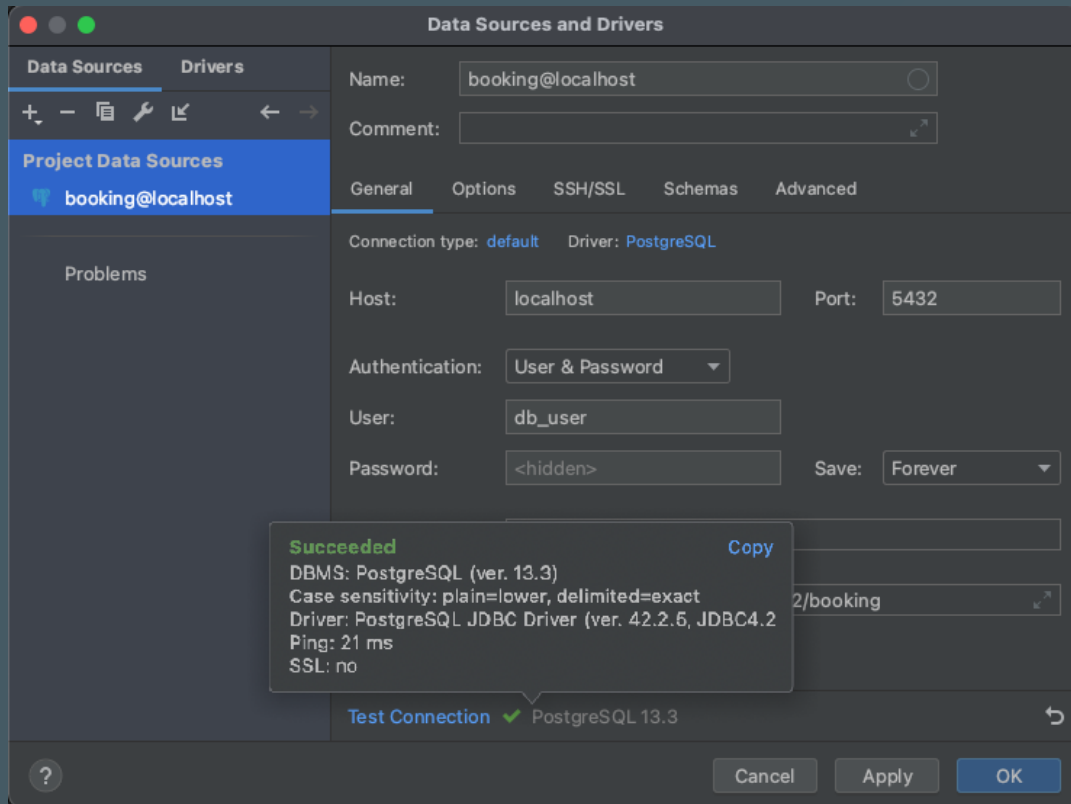 Data Sources and Drivers
Data Sources Drivers
Project Data Sources
booking@localhost
Problems
Name: booking@localhost
Comment:
General Options SSH/SSL Schemas Advanced
Connection type: default Driver: PostgreSQL
Host: localhost Port: 5432
Authentication: User & Password
User: db_user
Password: <hidden> Save: Forever
Succeeded Copy
DBMS: PostgreSQL (ver. 13.3)
Case sensitivity: plain=lower, delimited=exact
Driver: PostgreSQL JDBC Driver (ver. 42.2.5, JDBC4.2
Ping: 21 ms
SSL: no
2/booking
Test Connection PostgreSQL 13.3
? Cancel Apply OK